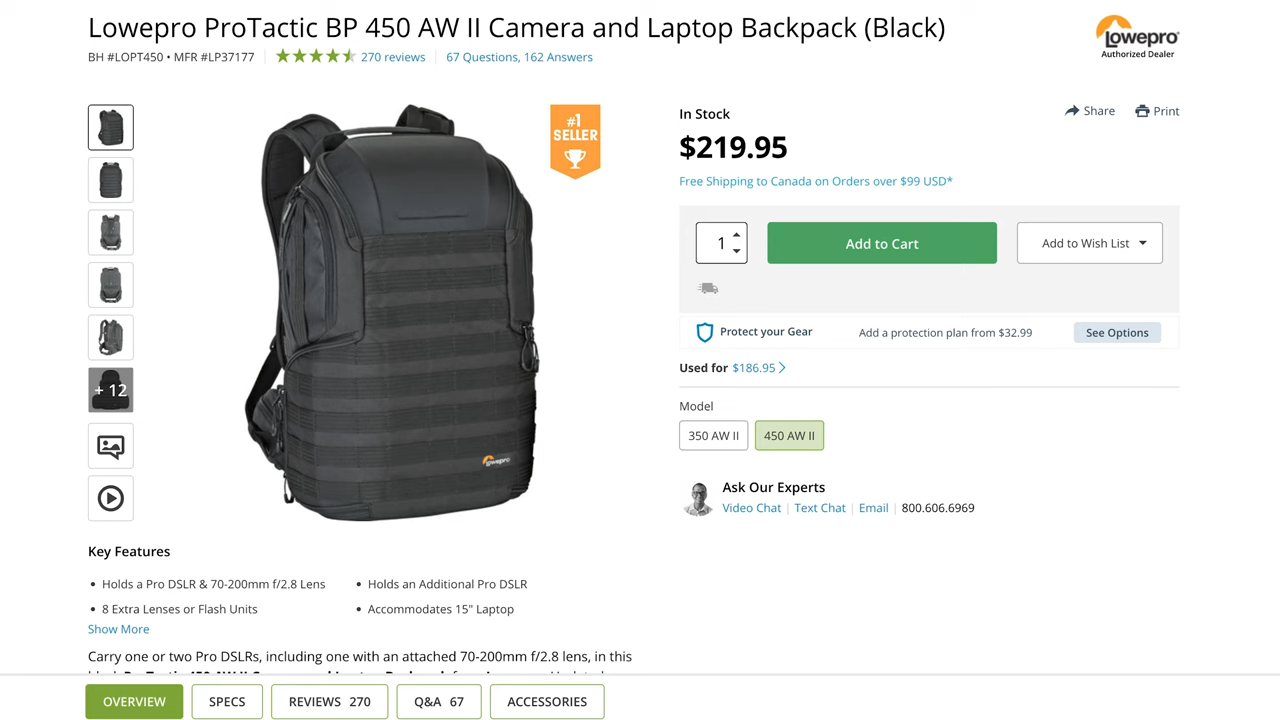 Lowepro ProTactic BP 450 AW II Camera and Laptop Backpack (Black)
BH #LOPT450 • MFR #LP37177
270 reviews
67 Questions, 162 Answers
Lowepro
Authorized Dealer
#1
SELLER
In Stock
Share
Print
$219.95
Free Shipping to Canada on Orders over $99 USD*
1
Add to Cart
Add to Wish List
Protect your Gear
Add a protection plan from $32.99
See Options
Used for $186.95
Model
350 AW II
450 AW II
Ask Our Experts
Video Chat | Text Chat | Email | 800.606.6969
+ 12
Lowepro
Key Features
• Holds a Pro DSLR & 70-200mm f/2.8 Lens
• Holds an Additional Pro DSLR
• 8 Extra Lenses or Flash Units
• Accommodates 15" Laptop
Show More
Carry one or two Pro DSLRs, including one with an attached 70-200mm f/2.8 lens, in this
OVERVIEW
SPECS
REVIEWS 270
Q&A 67
ACCESSORIES